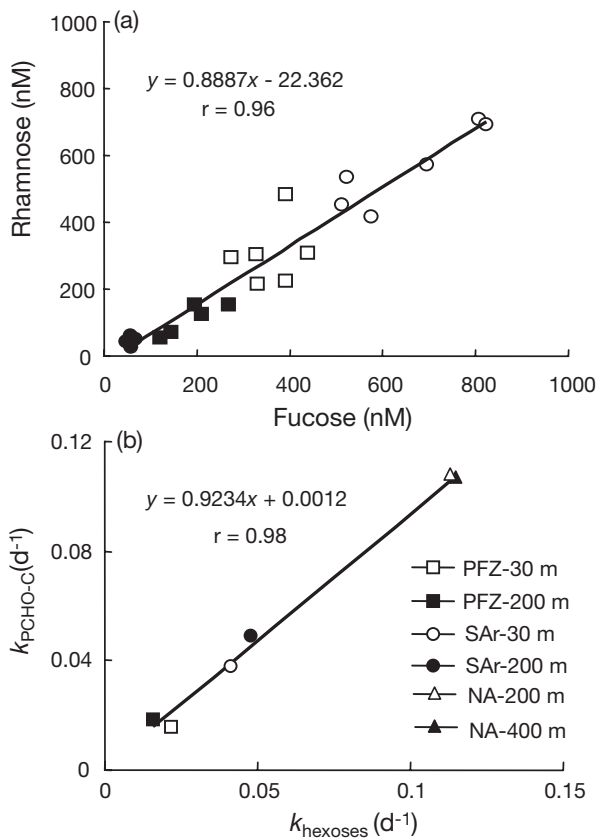 (a)
1000
800
600
400
200
0
Rhamnose (nM)
y = 0.8887x - 22.362
r = 0.96
0 200 400 600 800 1000
Fucose (nM)
(b)
0.12
0.08
0.04
0
k_PCHO-C (d⁻¹)
y = 0.9234x + 0.0012
r = 0.98
PFZ-30 m
PFZ-200 m
SAr-30 m
SAr-200 m
NA-200 m
NA-400 m
0 0.05 0.1 0.15
k_hexoses (d⁻¹)